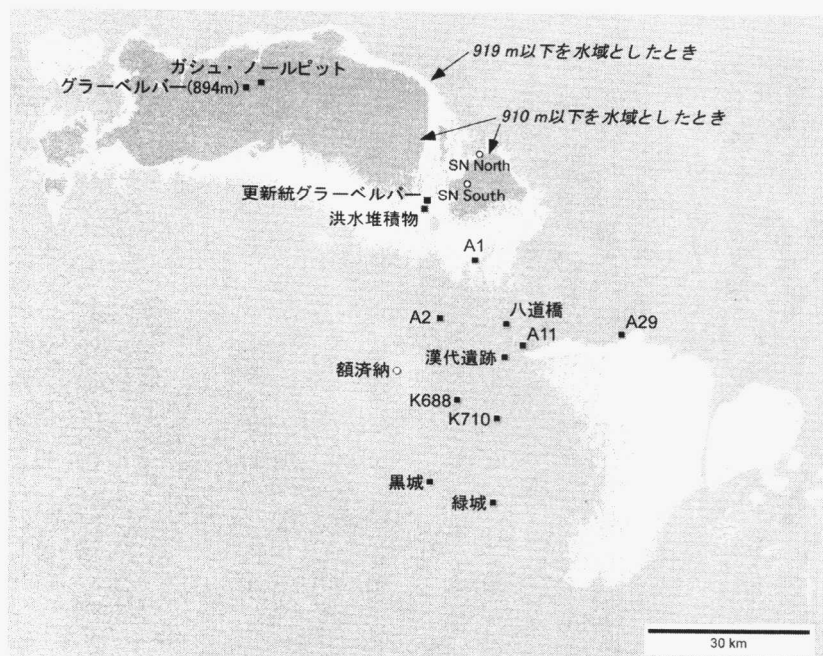 919 m以下を水域としたとき
ガシュ・ノールピット
グラーベルバー(894m)
910 m以下を水域としたとき
SN North
更新統グラーベルバー
SN South
洪水堆積物
A1
A2
八道橋
A29
A11
漢代遺跡
額済納
K688
K710
黒城
緑城
30 km